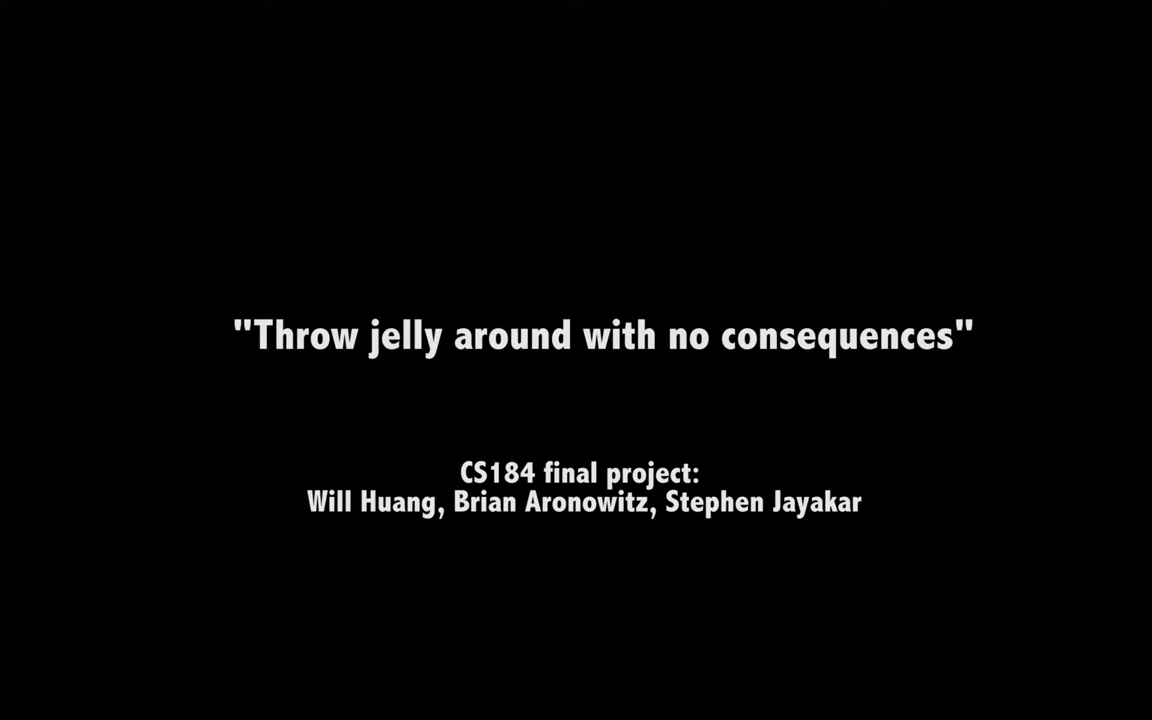 "Throw jelly around with no consequences"
CS184 final project:
Will Huang, Brian Aronowitz, Stephen Jayakar